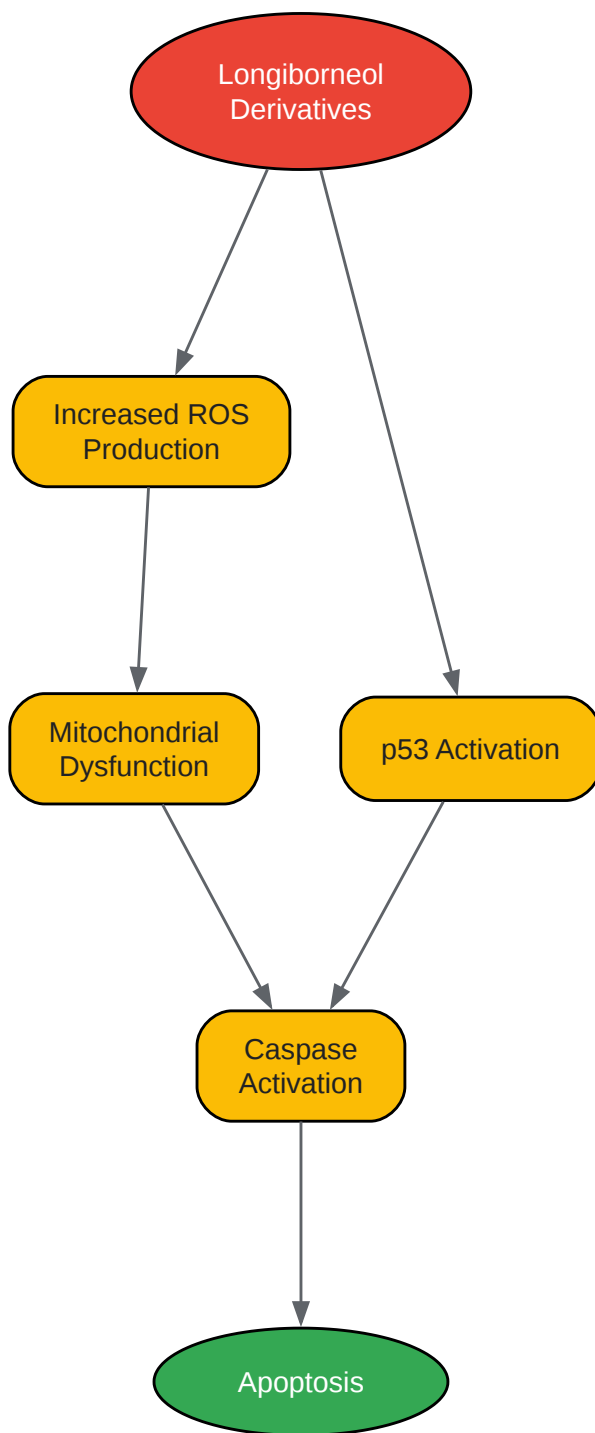 Longiborneol
Derivatives
Increased ROS
Production
Mitochondrial
Dysfunction
p53 Activation
Caspase
Activation
Apoptosis